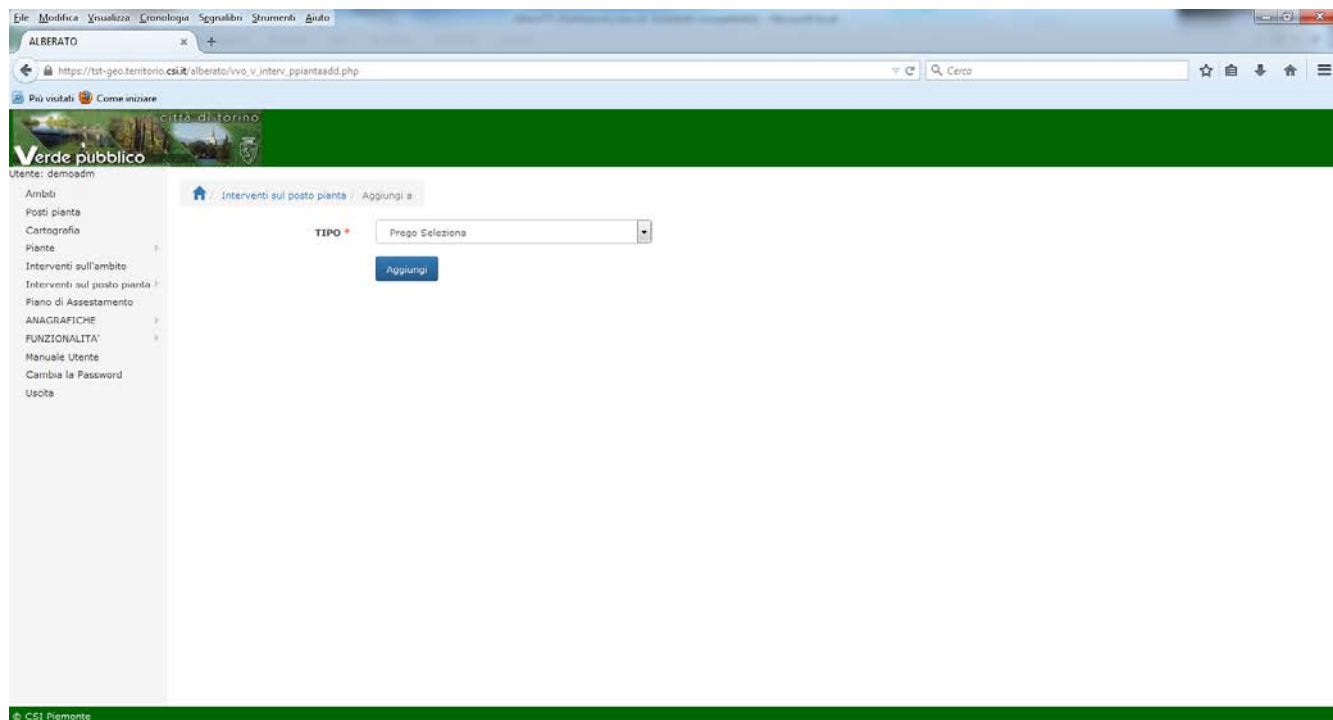 File Modifica Visualizza Cronologia Segnalibri Strumenti Aiuto
ALBERATO × +
https://tst-geo.territorio.csi.it/alberato/vvo_v_interv_ppiantaadd.php
Cerca
Più visitati Come iniziare
città di torino
Verde pubblico
Utente: demoadm
Ambiti
Posti pianta
Cartografia
Piante
Interventi sull'ambito
Interventi sul posto pianta
Piano di Assestamento
ANAGRAFICHE
FUNZIONALITA'
Manuale Utente
Cambia la Password
Uscita
/ Interventi sul posto pianta / Aggiungi a
TIPO * Prego Seleziona
Aggiungi
© CSI Piemonte